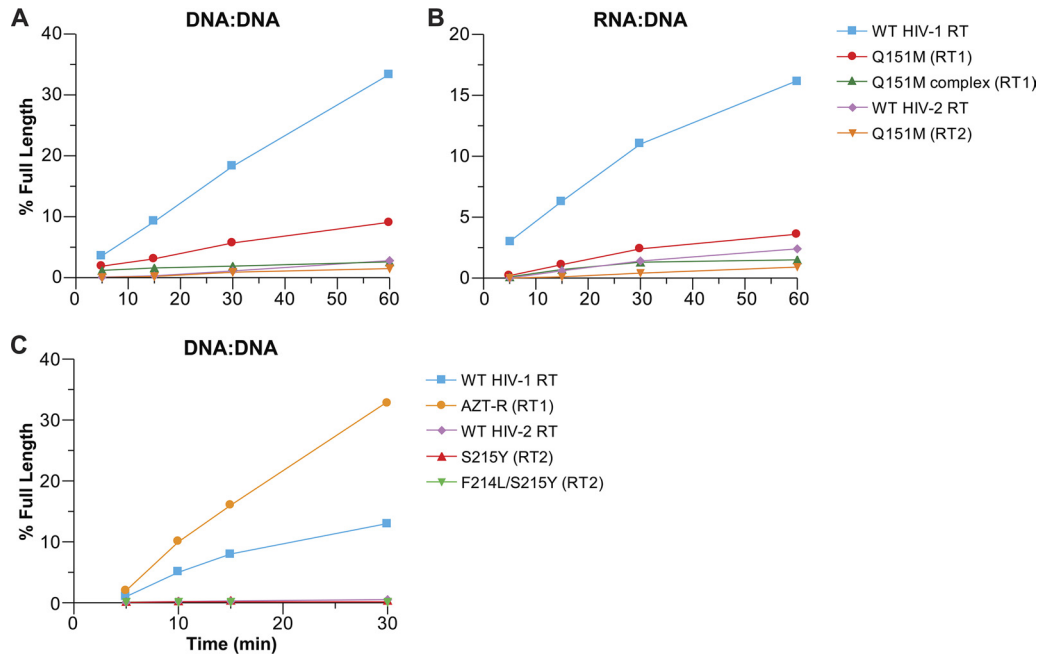 A
DNA:DNA
% Full Length
40
30
20
10
0
0 10 20 30 40 50 60
B
RNA:DNA
20
15
10
5
0
0 10 20 30 40 50 60
WT HIV-1 RT
Q151M (RT1)
Q151M complex (RT1)
WT HIV-2 RT
Q151M (RT2)
C
DNA:DNA
% Full Length
40
30
20
10
0
0 10 20 30
Time (min)
WT HIV-1 RT
AZT-R (RT1)
WT HIV-2 RT
S215Y (RT2)
F214L/S215Y (RT2)